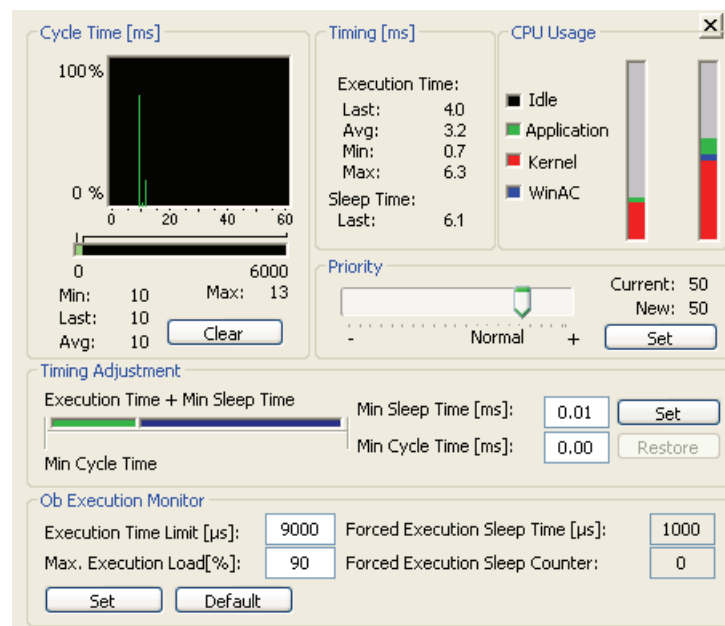 Cycle Time [ms]
100%
0 %
0 20 40 60
0 6000
Min: 10 Max: 13
Last: 10
Avg: 10
Clear
Timing [ms]
Execution Time:
Last: 4.0
Avg: 3.2
Min: 0.7
Max: 6.3
Sleep Time:
Last: 6.1
CPU Usage
Idle
Application
Kernel
WinAC
Priority
- Normal +
Current: 50
New: 50
Set
Timing Adjustment
Execution Time + Min Sleep Time
Min Cycle Time
Min Sleep Time [ms]: 0.01 Set
Min Cycle Time [ms]: 0.00 Restore
Ob Execution Monitor
Execution Time Limit [µs]: 9000 Forced Execution Sleep Time [µs]: 1000
Max. Execution Load[%]: 90 Forced Execution Sleep Counter: 0
Set Default